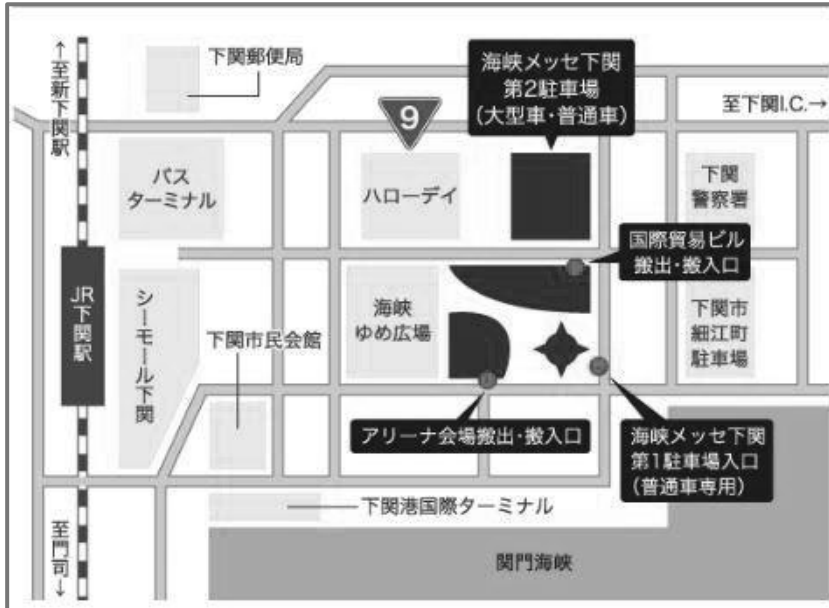 ↑至新下関駅
下関郵便局
海峡メッセ下関
第2駐車場
(大型車・普通車)
9
至下関I.C.→
バス
ターミナル
ハローデイ
下関
警察署
国際貿易ビル
搬出・搬入口
JR下関駅
シーモール下関
海峡
ゆめ広場
下関市民会館
下関市
細江町
駐車場
アリーナ会場搬出・搬入口
海峡メッセ下関
第1駐車場入口
(普通車専用)
下関港国際ターミナル
至門司↓
関門海峡